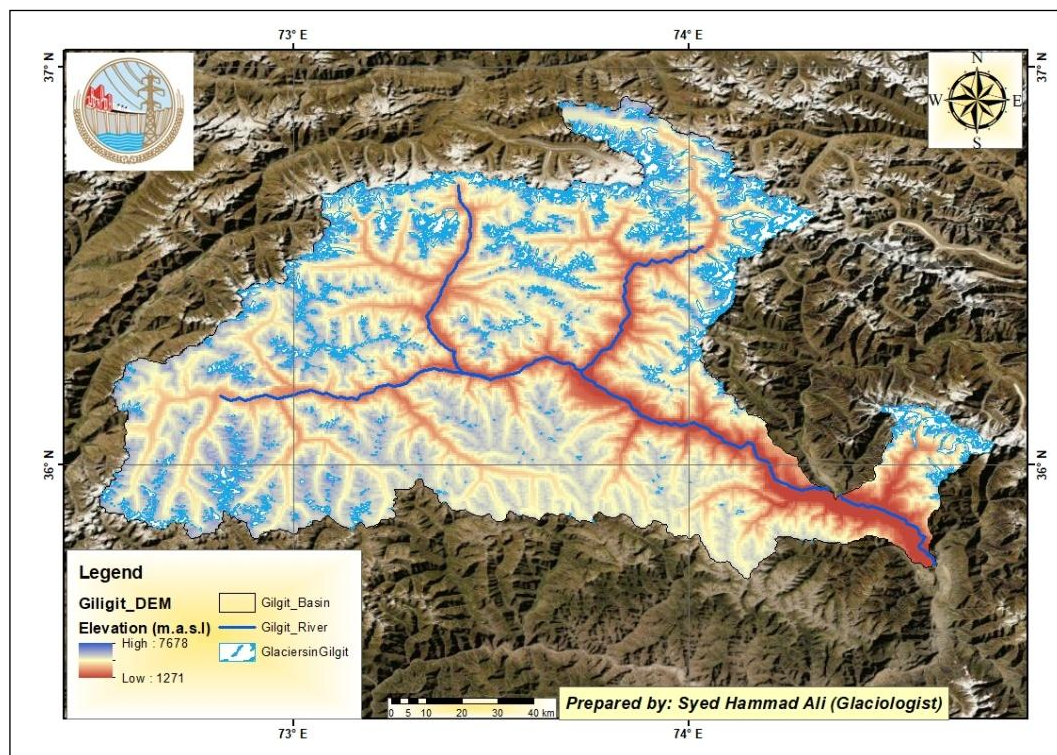 73° E
74° E
37° N
37° N
N
W
E
S
36° N
36° N
Legend
Giligit_DEM
Elevation (m.a.s.l)
High : 7678
Low : 1271
Gilgit_Basin
Gilgit_River
GlaciersinGilgit
0 5 10 20 30 40 km
Prepared by: Syed Hammad Ali (Glaciologist)
73° E
74° E